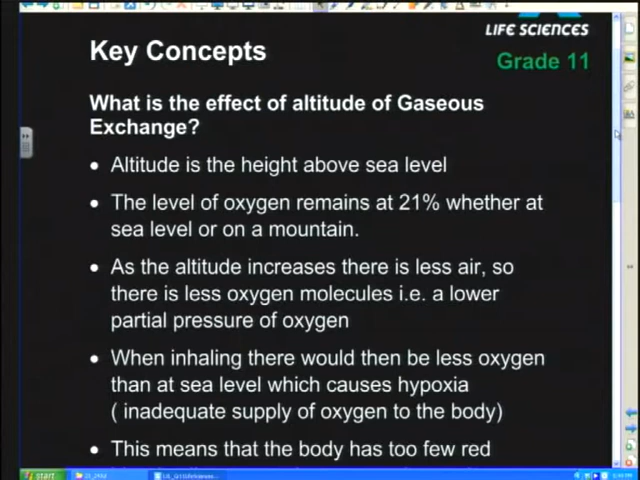 LIFE SCIENCES
Key Concepts
Grade 11
What is the effect of altitude of Gaseous
Exchange?
• Altitude is the height above sea level
• The level of oxygen remains at 21% whether at
sea level or on a mountain.
• As the altitude increases there is less air, so
there is less oxygen molecules i.e. a lower
partial pressure of oxygen
• When inhaling there would then be less oxygen
than at sea level which causes hypoxia
( inadequate supply of oxygen to the body)
• This means that the body has too few red
start